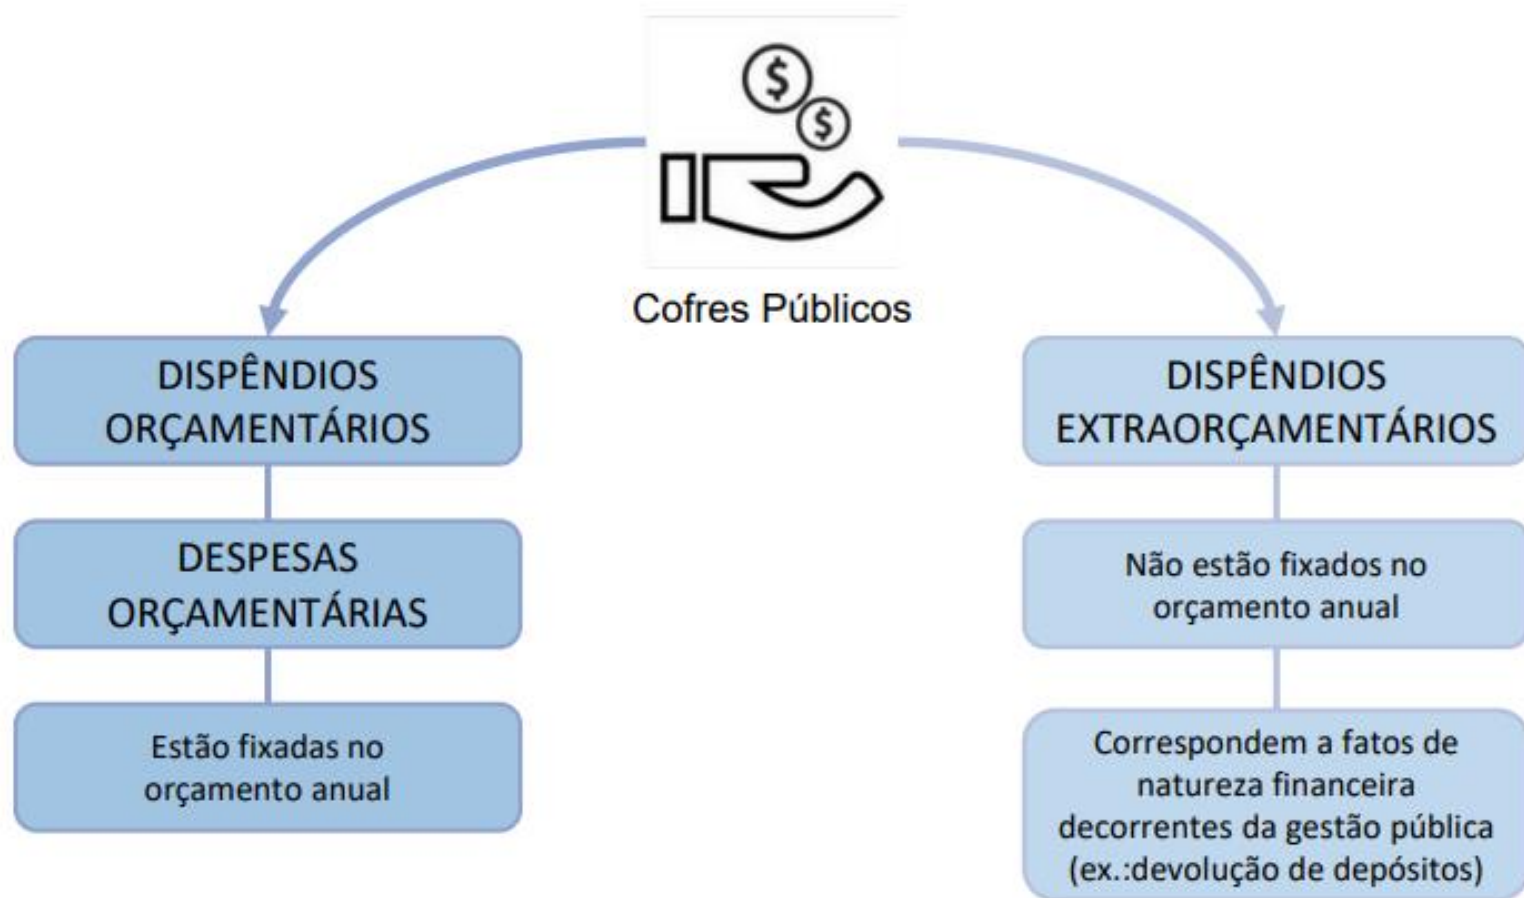 $
$
Cofres Públicos
DISPÊNDIOS
ORÇAMENTÁRIOS
DESPESAS
ORÇAMENTÁRIAS
Estão fixadas no
orçamento anual
DISPÊNDIOS
EXTRAORÇAMENTÁRIOS
Não estão fixados no
orçamento anual
Correspondem a fatos de
natureza financeira
decorrentes da gestão pública
(ex.:devolução de depósitos)